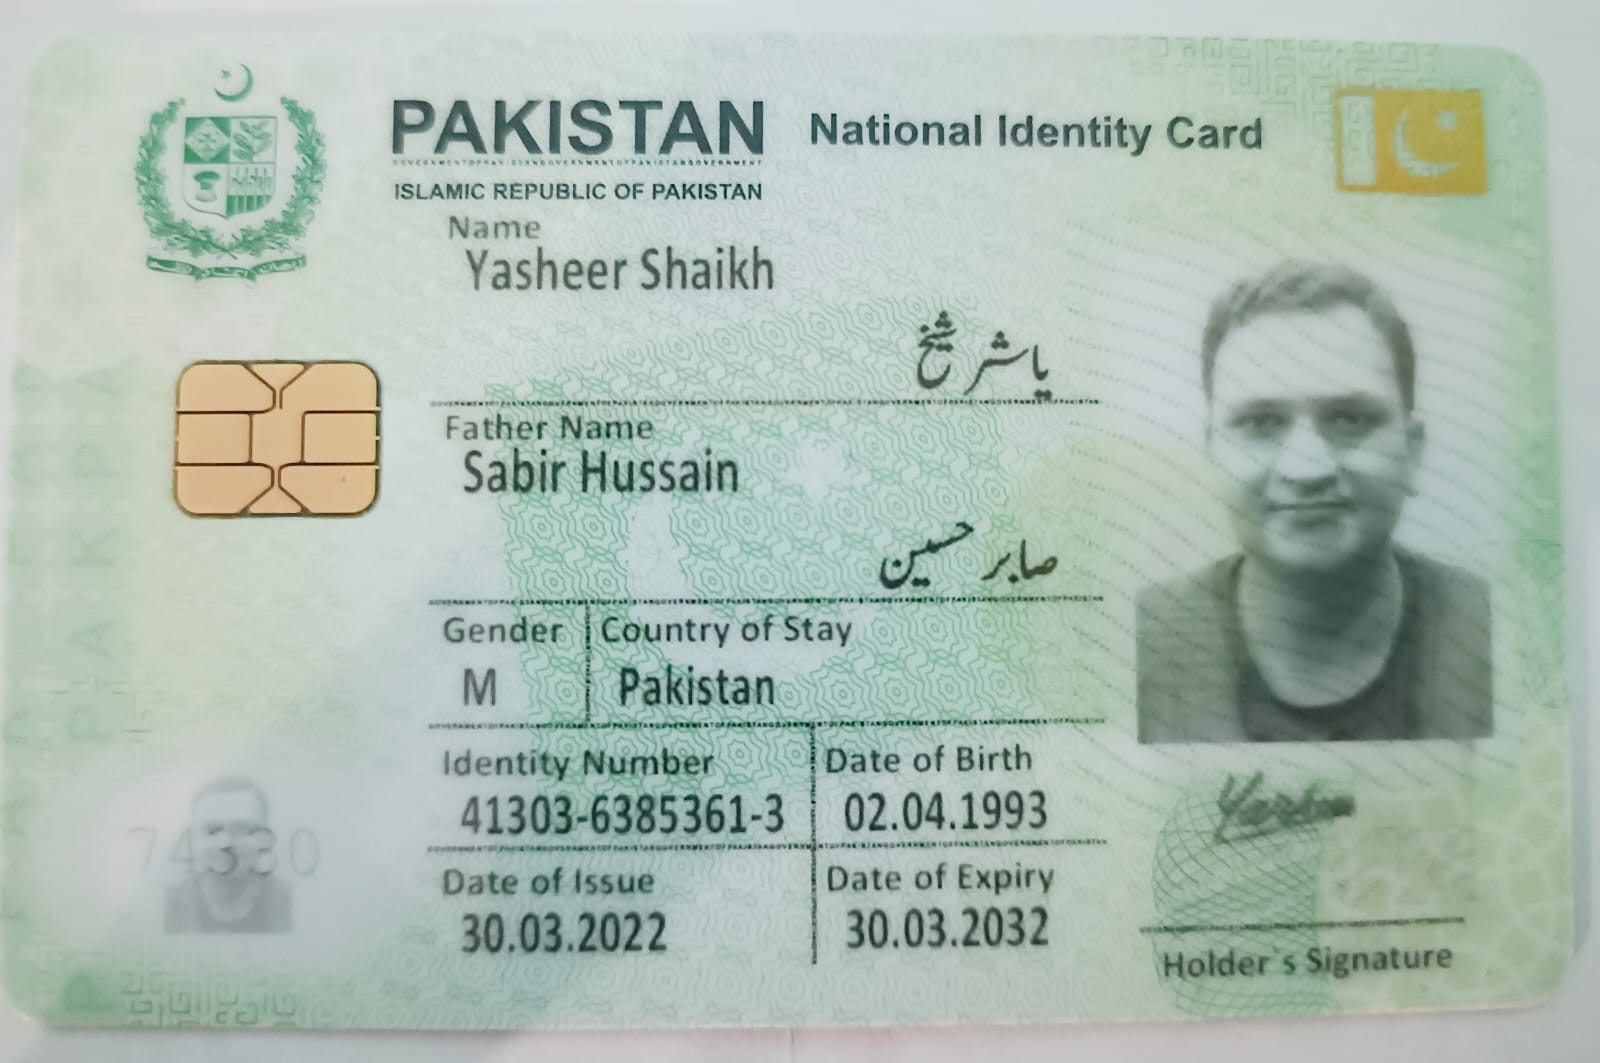 PAKISTAN
National Identity Card
ISLAMIC REPUBLIC OF PAKISTAN
Name
Yasheer Shaikh
یاشر شیخ
Father Name
Sabir Hussain
صابر حسین
Gender
Country of Stay
M
Pakistan
Identity Number
Date of Birth
41303-6385361-3
02.04.1993
Date of Issue
Date of Expiry
30.03.2022
30.03.2032
74330
Holder`s Signature